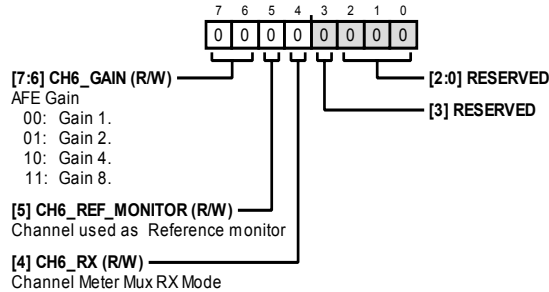 7 6 5 4 3 2 1 0
0 0 0 0 0 0 0 0
[7:6] CH6_GAIN (R/W)
AFE Gain
00: Gain 1.
01: Gain 2.
10: Gain 4.
11: Gain 8.
[5] CH6_REF_MONITOR (R/W)
Channel used as Reference monitor
[4] CH6_RX (R/W)
Channel Meter Mux RX Mode
[2:0] RESERVED
[3] RESERVED